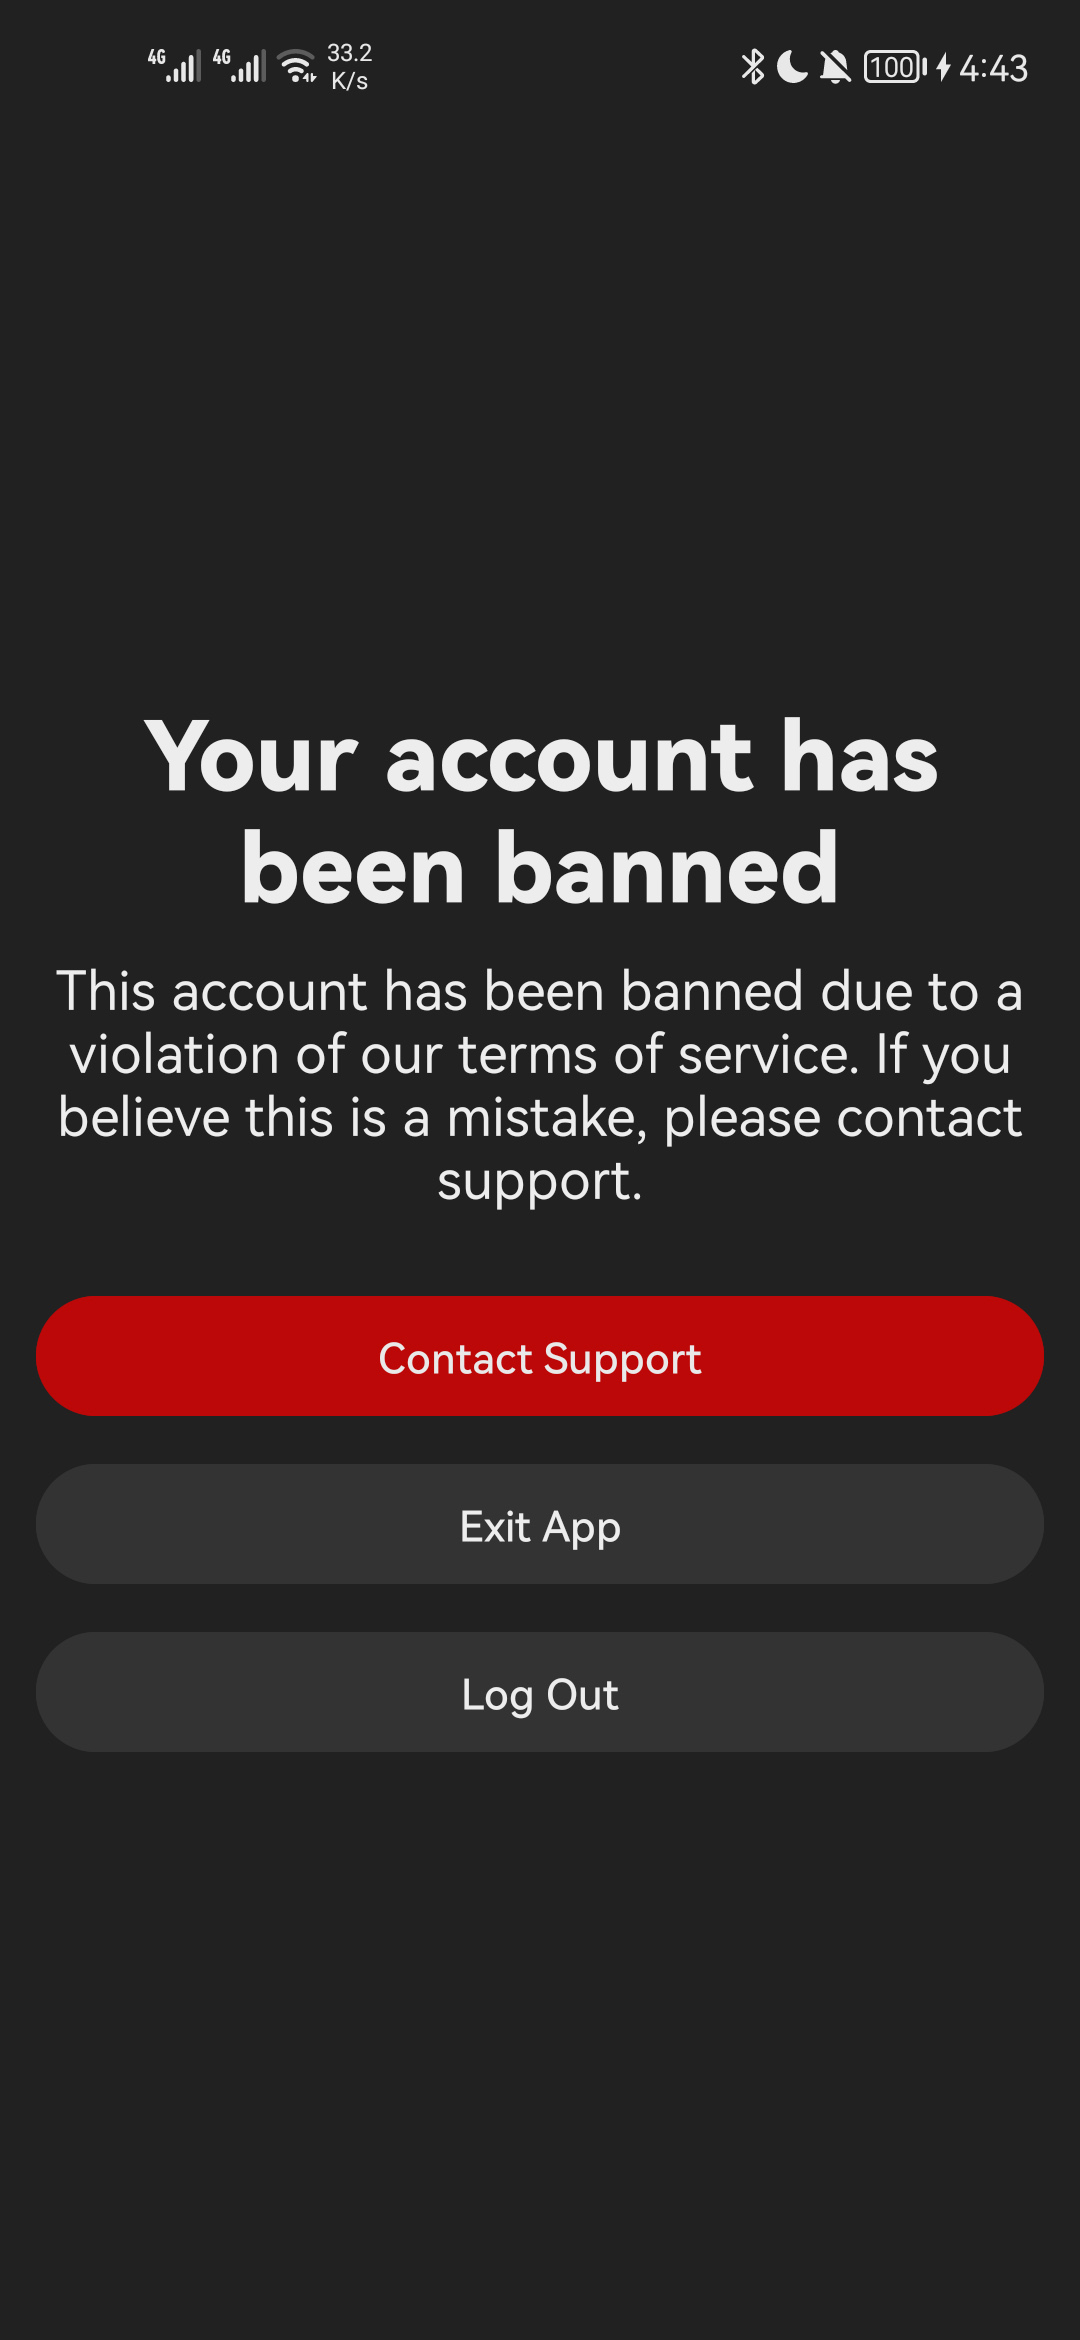 4G 4G 33.2 K/s 100 4:43
Your account has
been banned
This account has been banned due to a
violation of our terms of service. If you
believe this is a mistake, please contact
support.
Contact Support
Exit App
Log Out